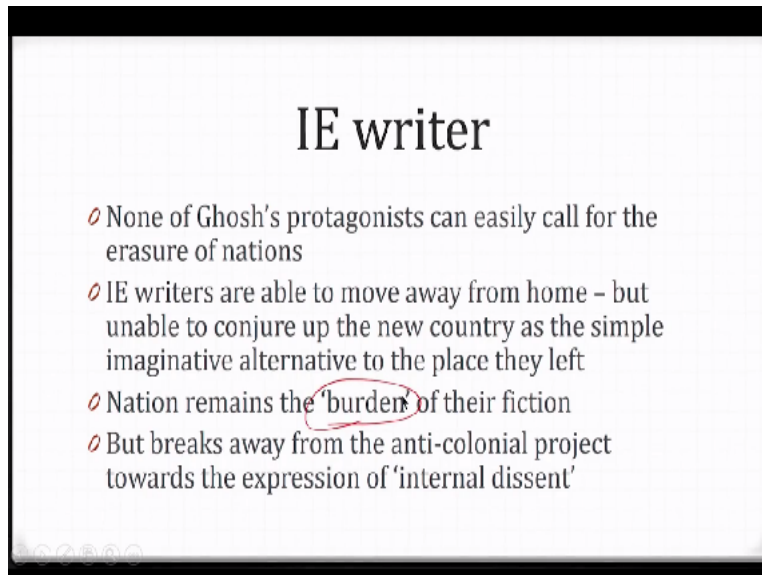 IE writer
None of Ghosh's protagonists can easily call for the
erasure of nations
IE writers are able to move away from home – but
unable to conjure up the new country as the simple
imaginative alternative to the place they left
Nation remains the 'burden' of their fiction
But breaks away from the anti-colonial project
towards the expression of 'internal dissent'